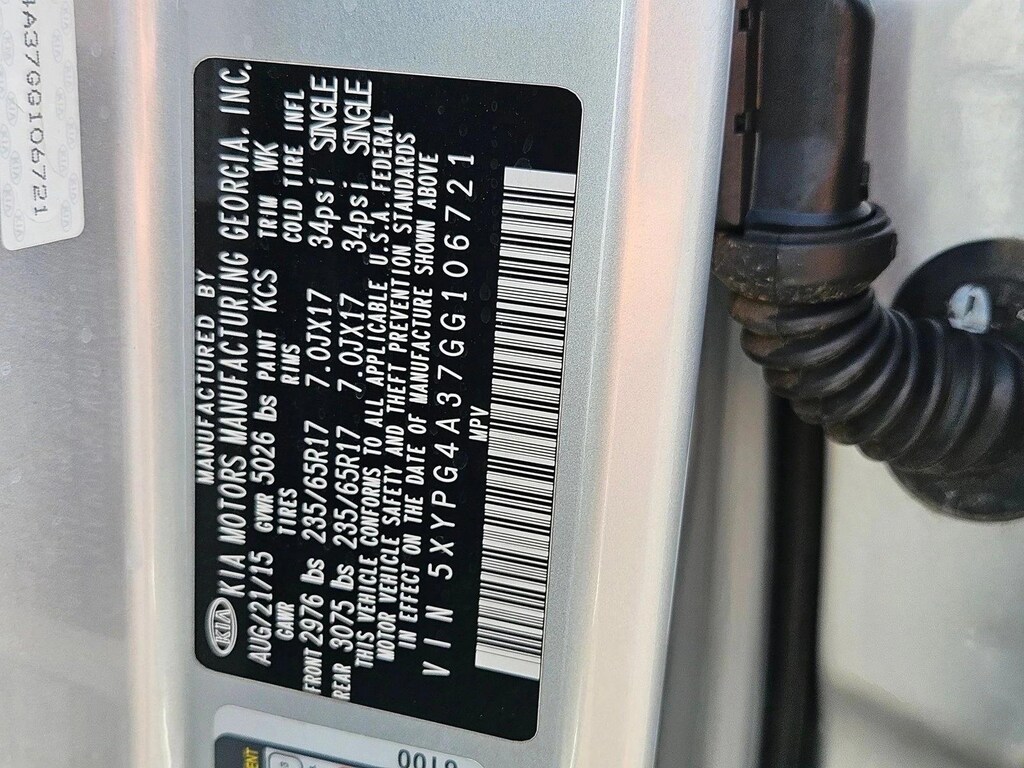 MANUFACTURED BY
KIA KIA MOTORS MANUFACTURING GEORGIA. INC.
AUG/21/15 GVWR 5026 lbs PAINT KCS TRIM WK
GAWR TIRES RIMS COLD TIRE INFL
FRONT 2976 lbs 235/65R17 7.0JX17 34psi SINGLE
REAR 3075 lbs 235/65R17 7.0JX17 34psi SINGLE
THIS VEHICLE CONFORMS TO ALL APPLICABLE U.S.A. FEDERAL
MOTOR VEHICLE SAFETY AND THEFT PREVENTION STANDARDS
IN EFFECT ON THE DATE OF MANUFACTURE SHOWN ABOVE
VIN 5XYPG4A37GG106721
MPV
4A37GG106721